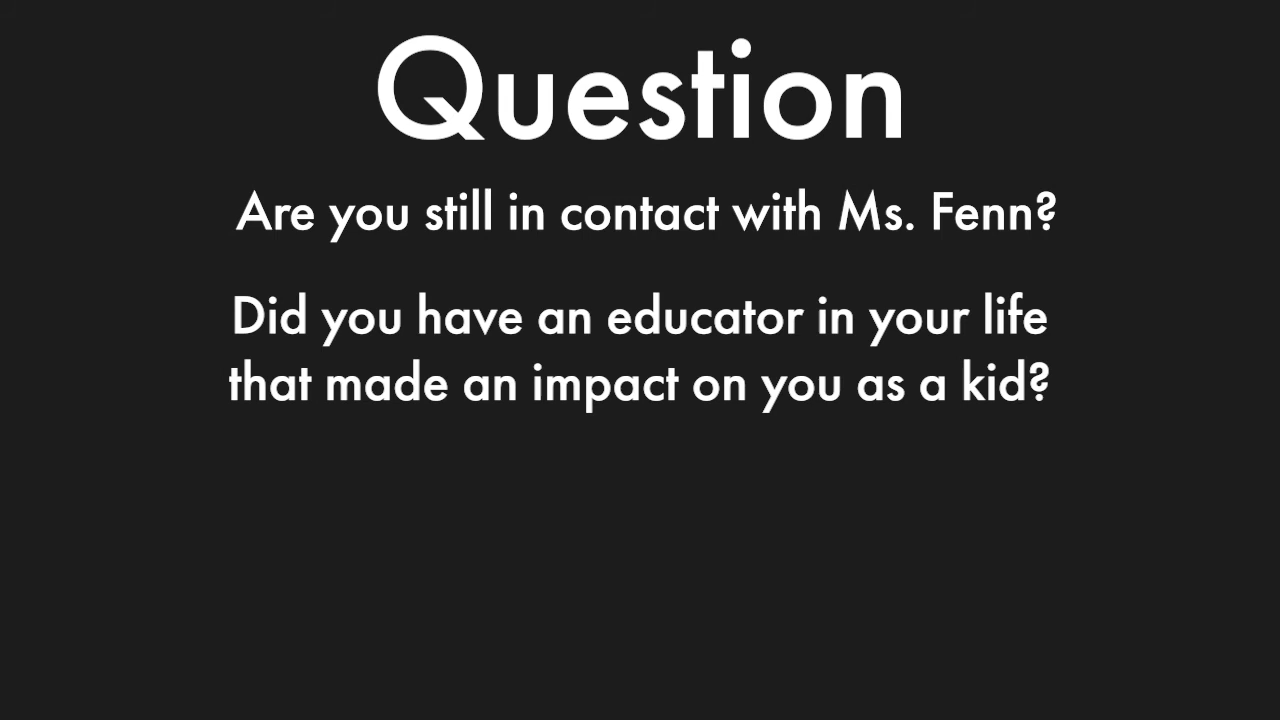 Question
Are you still in contact with Ms. Fenn?
Did you have an educator in your life
that made an impact on you as a kid?